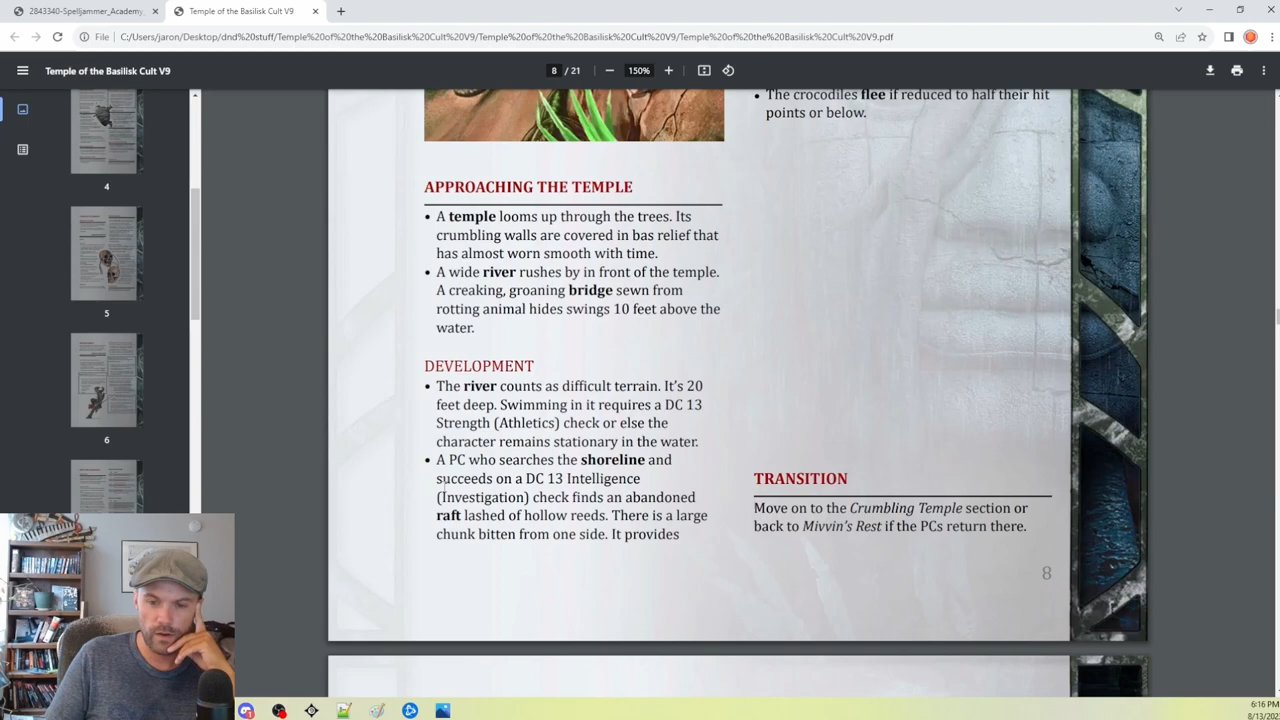 2843340-Spelljammer_Academy_
Temple of the Basilisk Cult V9
File
C:/Users/jaron/Desktop/dnd%20stuff/Temple%20of%20the%20Basilisk%20Cult%20V9/Temple%20of%20the%20Basilisk%20Cult%20V9/Temple%20of%20the%20Basilisk%20Cult%20V9.pdf
Temple of the Basilisk Cult V9
8 / 21
150%
4
5
6
APPROACHING THE TEMPLE
• A temple looms up through the trees. Its
crumbling walls are covered in bas relief that
has almost worn smooth with time.
• A wide river rushes by in front of the temple.
A creaking, groaning bridge sewn from
rotting animal hides swings 10 feet above the
water.
DEVELOPMENT
• The river counts as difficult terrain. It’s 20
feet deep. Swimming in it requires a DC 13
Strength (Athletics) check or else the
character remains stationary in the water.
• A PC who searches the shoreline and
succeeds on a DC 13 Intelligence
(Investigation) check finds an abandoned
raft lashed of hollow reeds. There is a large
chunk bitten from one side. It provides
• The crocodiles flee if reduced to half their hit
points or below.
TRANSITION
Move on to the Crumbling Temple section or
back to Mivvin’s Rest if the PCs return there.
8
6:16 PM